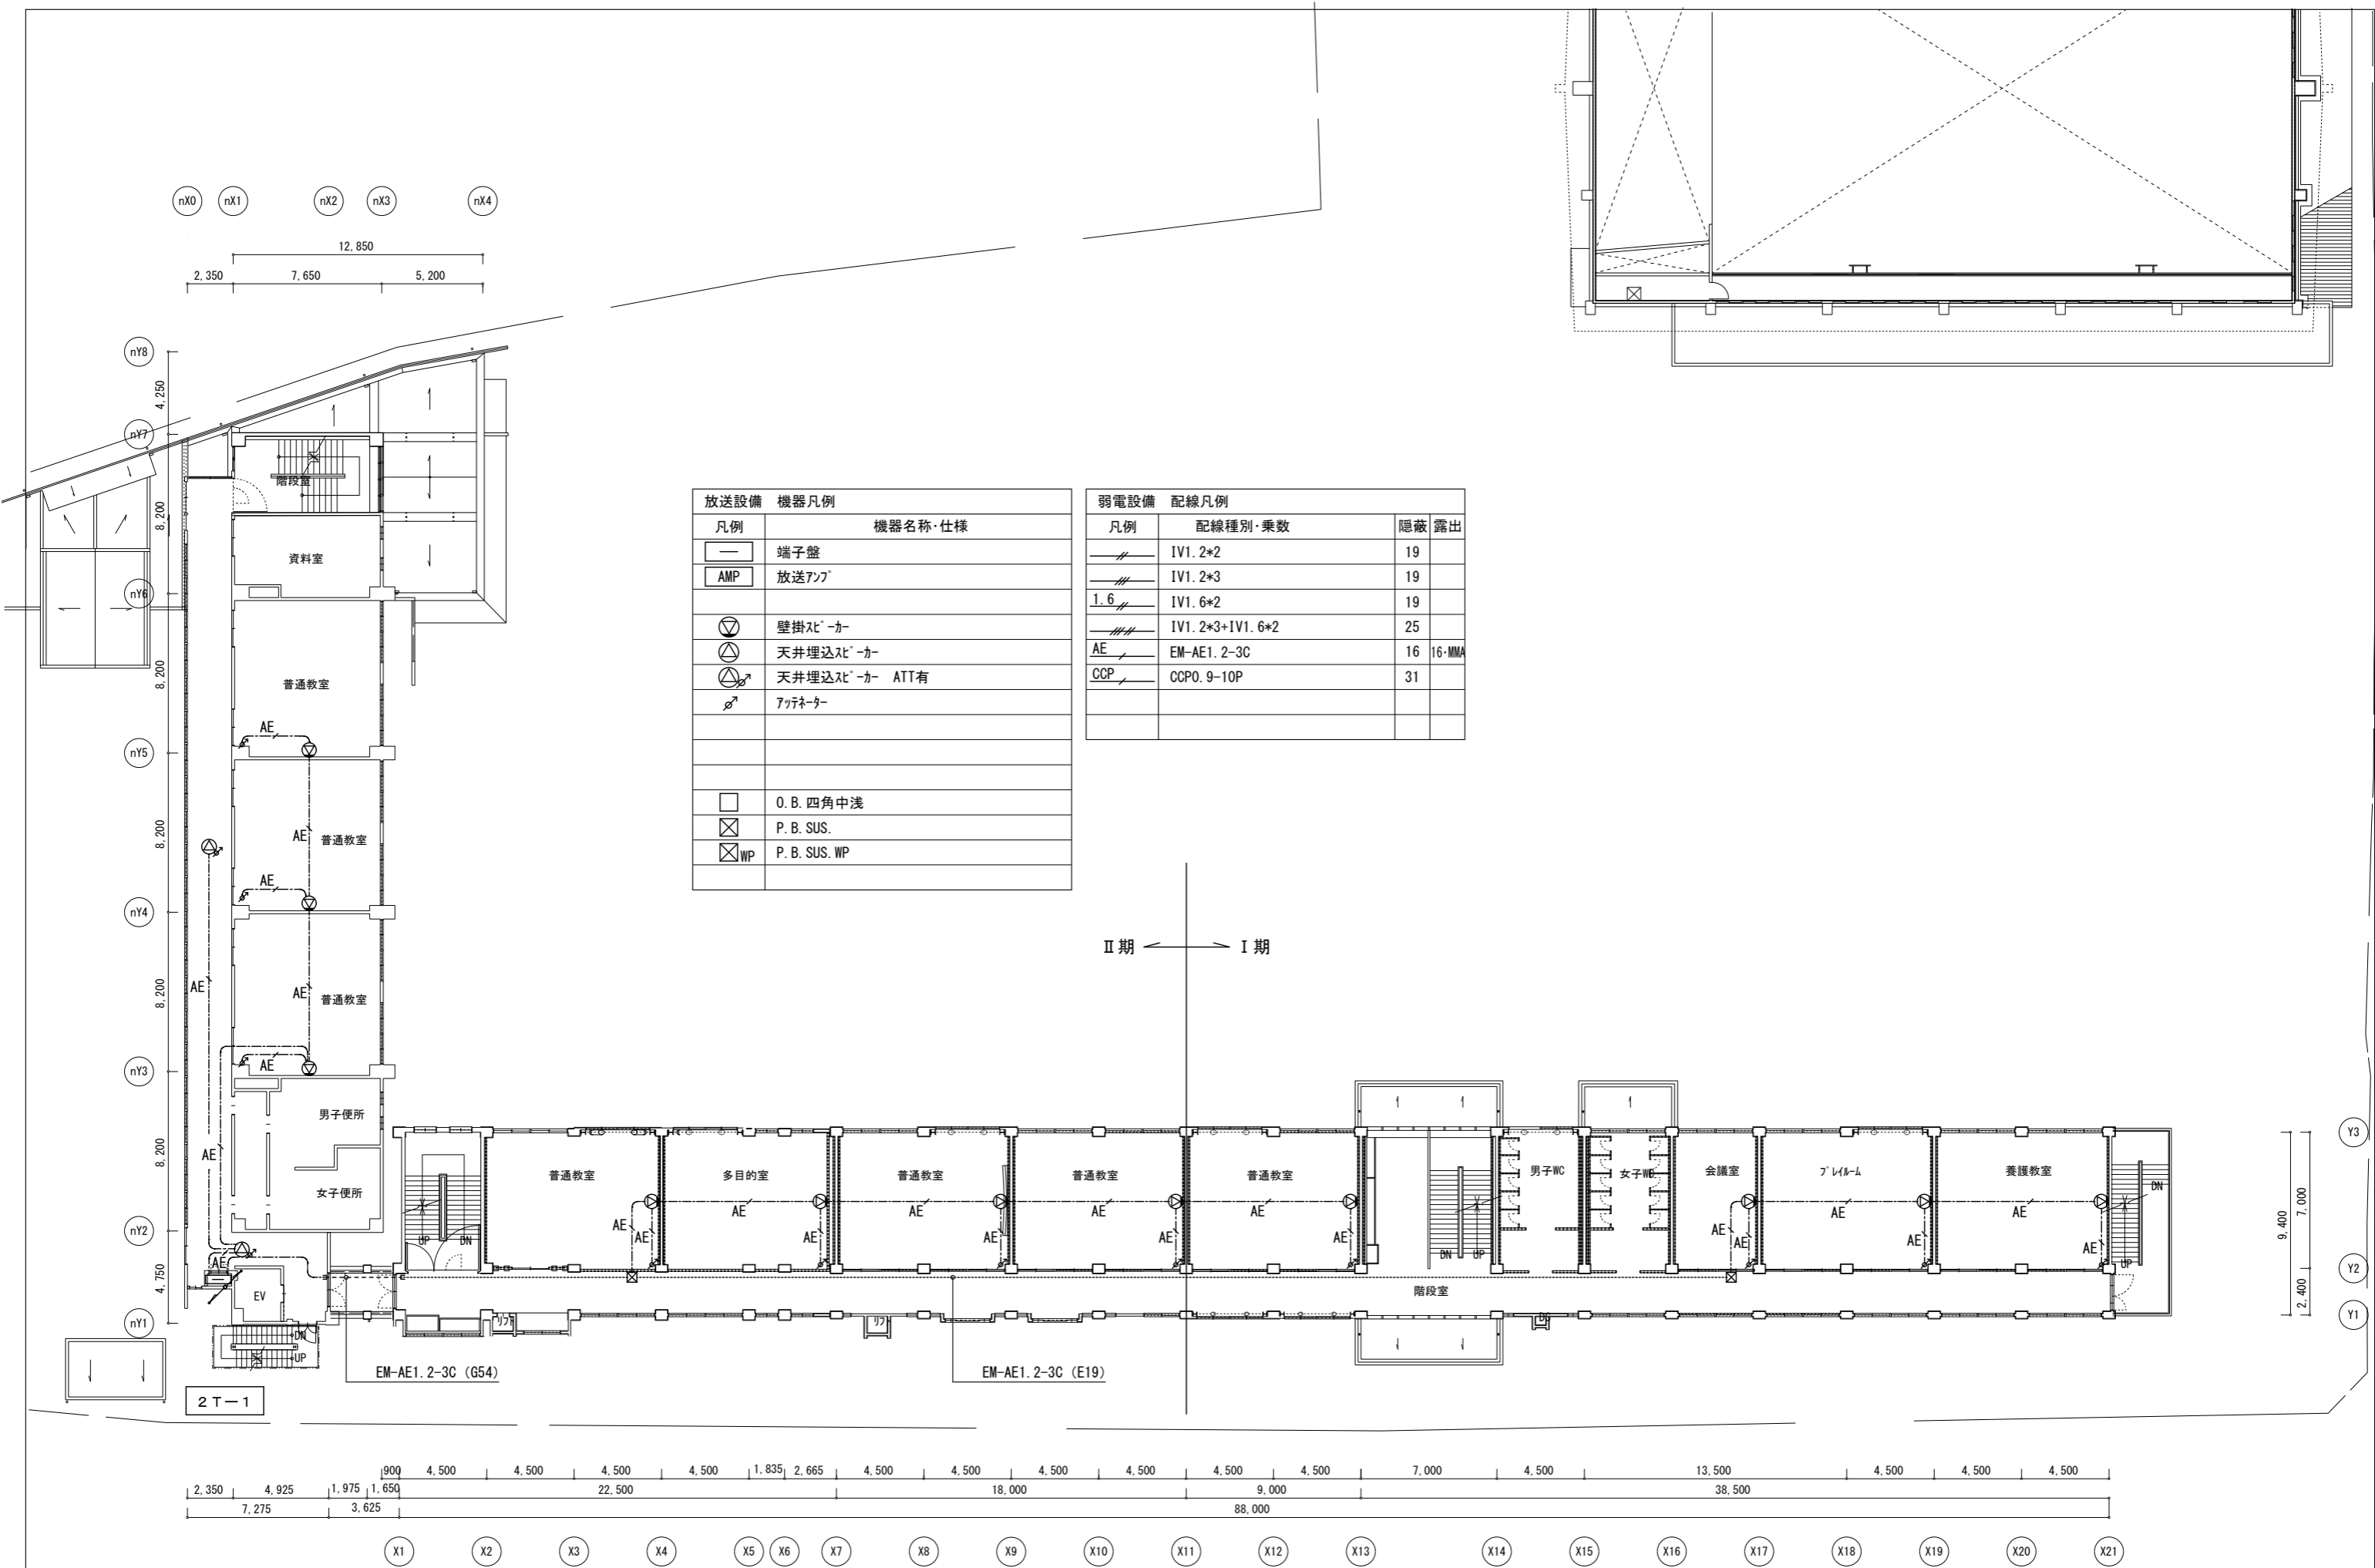 nX0 nX1 nX2 nX3 nX4
12,850
2,350 7,650 5,200
nY8
4,250
nY7
階段室
8,200
資料室
nY6
8,200
普通教室
AE
nY5
8,200
AE 普通教室
AE
nY4
8,200
AE AE 普通教室
AE
nY3
8,200
男子便所
AE
女子便所
nY2
AE
4,750
EV
nY1
DN
UP
2T-1
放送設備 機器凡例
凡例 機器名称・仕様
端子盤
AMP 放送アンプ
壁掛スピーカー
天井埋込スピーカー
天井埋込スピーカー ATT有
アッテネーター
O.B.四角中浅
P.B.SUS.
WP P.B.SUS.WP
弱電設備 配線凡例
凡例 配線種別・乗数 隠蔽 露出
IV1.2*2 19
IV1.2*3 19
1.6 IV1.6*2 19
IV1.2*3+IV1.6*2 25
AE EM-AE1.2-3C 16 16・MMA
CCP CCP0.9-10P 31
Ⅱ期 Ⅰ期
普通教室 多目的室 普通教室 普通教室 普通教室 男子WC 女子WC 会議室 プレイルーム 養護教室
AE AE AE AE AE AE AE
AE AE AE AE AE AE AE AE AE AE
UP DN DN UP DN UP
階段室
リフト リフト DS
EM-AE1.2-3C (G54) EM-AE1.2-3C (E19)
Y3
7,000
9,400
Y2
2,400
Y1
900 4,500 4,500 4,500 4,500 1,835 2,665 4,500 4,500 4,500 4,500 4,500 4,500 7,000 4,500 13,500 4,500 4,500 4,500
2,350 4,925 1,975 1,650 22,500 18,000 9,000 38,500
7,275 3,625 88,000
X1 X2 X3 X4 X5 X6 X7 X8 X9 X10 X11 X12 X13 X14 X15 X16 X17 X18 X19 X20 X21